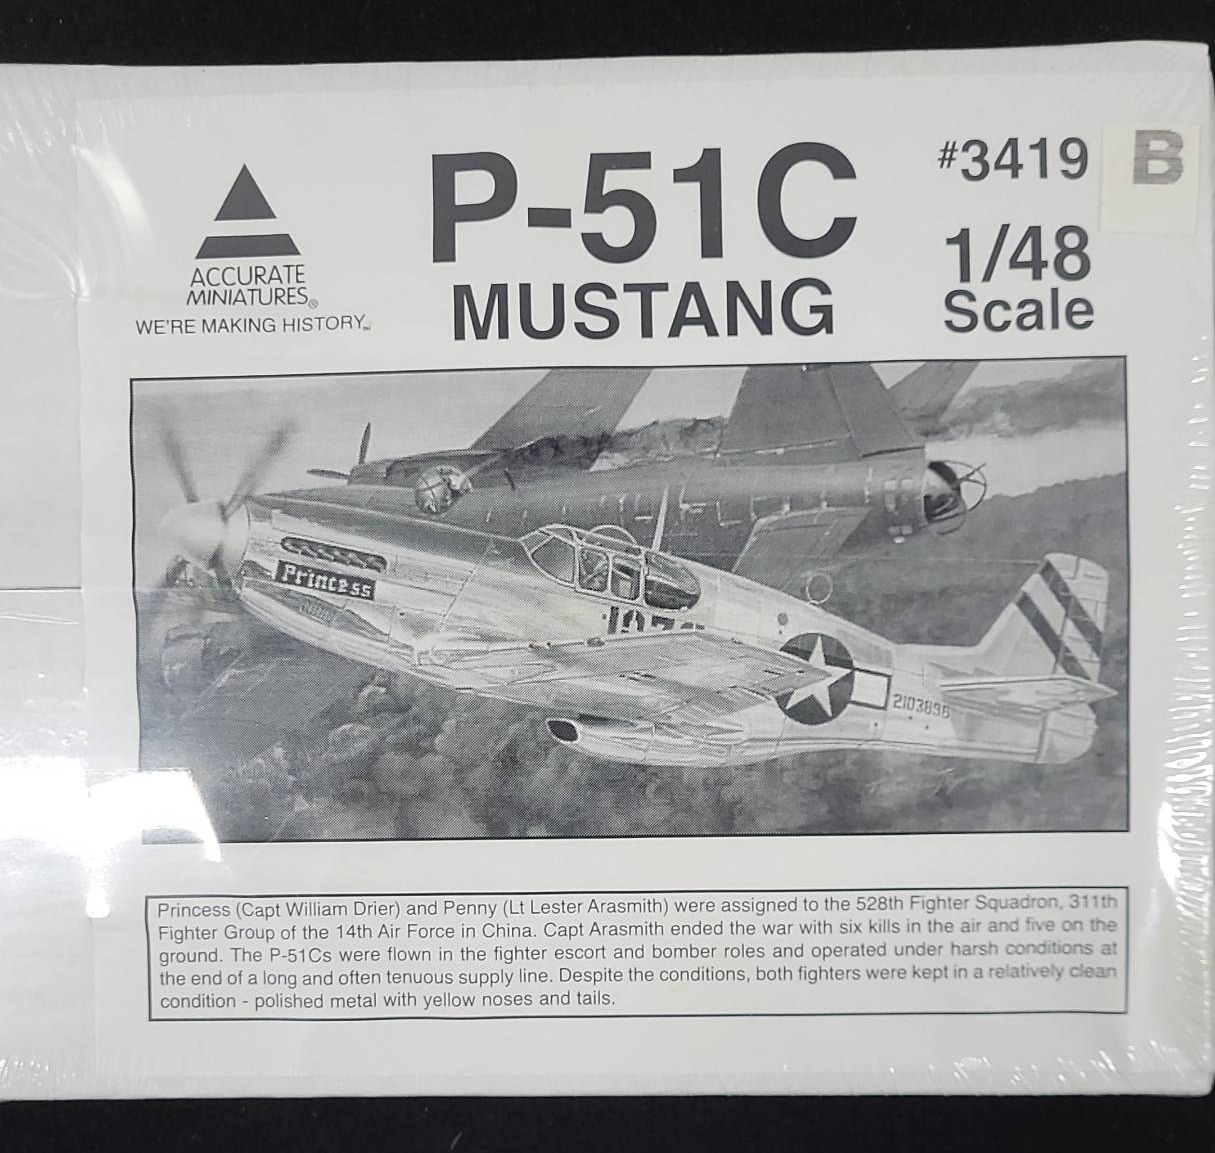 P-51C
MUSTANG
#3419
B
1/48
Scale
ACCURATE
MINIATURES®
WE'RE MAKING HISTORY™
Princess
2103896
Princess (Capt William Drier) and Penny (Lt Lester Arasmith) were assigned to the 528th Fighter Squadron, 311th
Fighter Group of the 14th Air Force in China. Capt Arasmith ended the war with six kills in the air and five on the
ground. The P-51Cs were flown in the fighter escort and bomber roles and operated under harsh conditions at
the end of a long and often tenuous supply line. Despite the conditions, both fighters were kept in a relatively clean
condition - polished metal with yellow noses and tails.